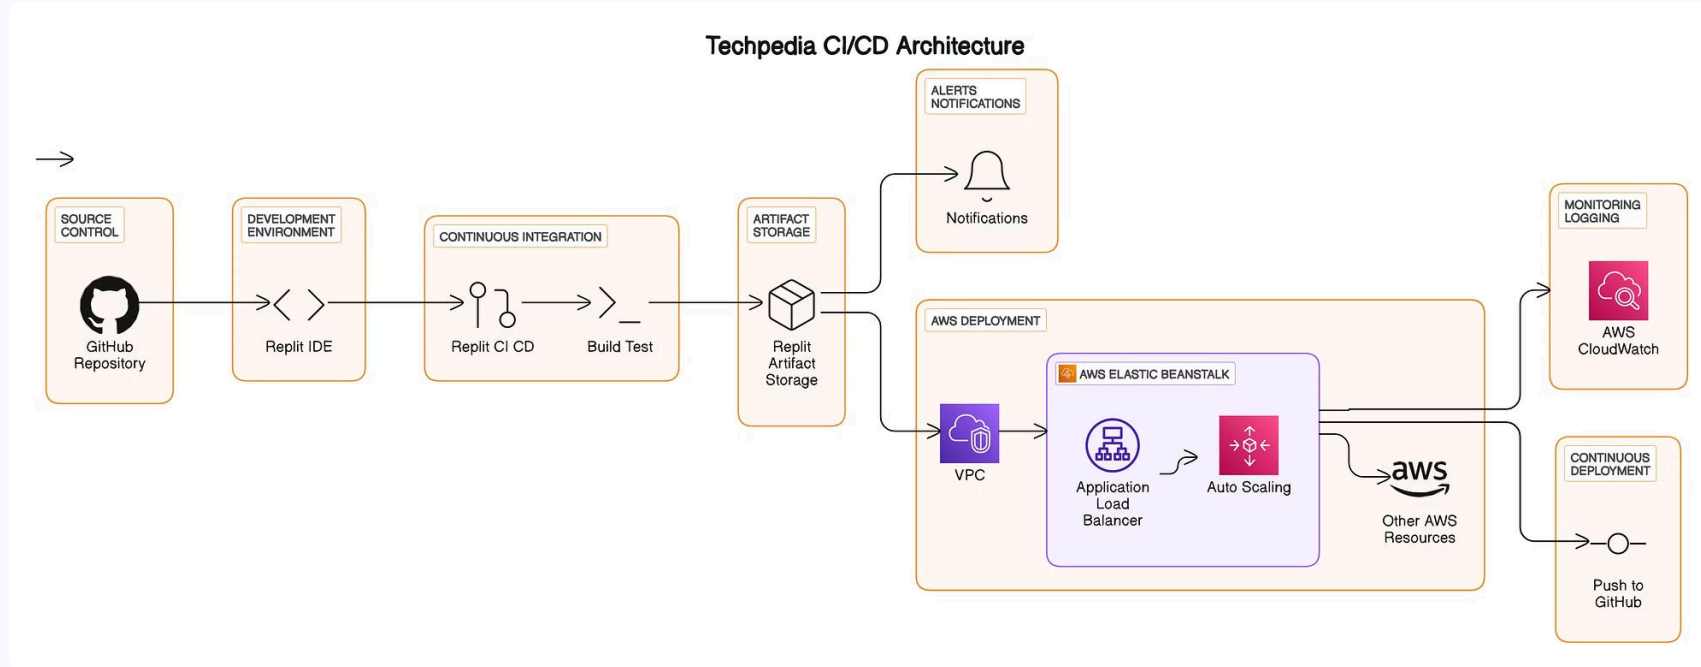 Techpedia CI/CD Architecture
ALERTS
NOTIFICATIONS
Notifications
SOURCE
CONTROL
GitHub
Repository
DEVELOPMENT
ENVIRONMENT
Replit IDE
CONTINUOUS INTEGRATION
Replit CI CD
Build Test
ARTIFACT
STORAGE
Replit
Artifact
Storage
AWS DEPLOYMENT
VPC
AWS ELASTIC BEANSTALK
Application
Load
Balancer
Auto Scaling
aws
Other AWS
Resources
MONITORING
LOGGING
AWS
CloudWatch
CONTINUOUS
DEPLOYMENT
Push to
GitHub